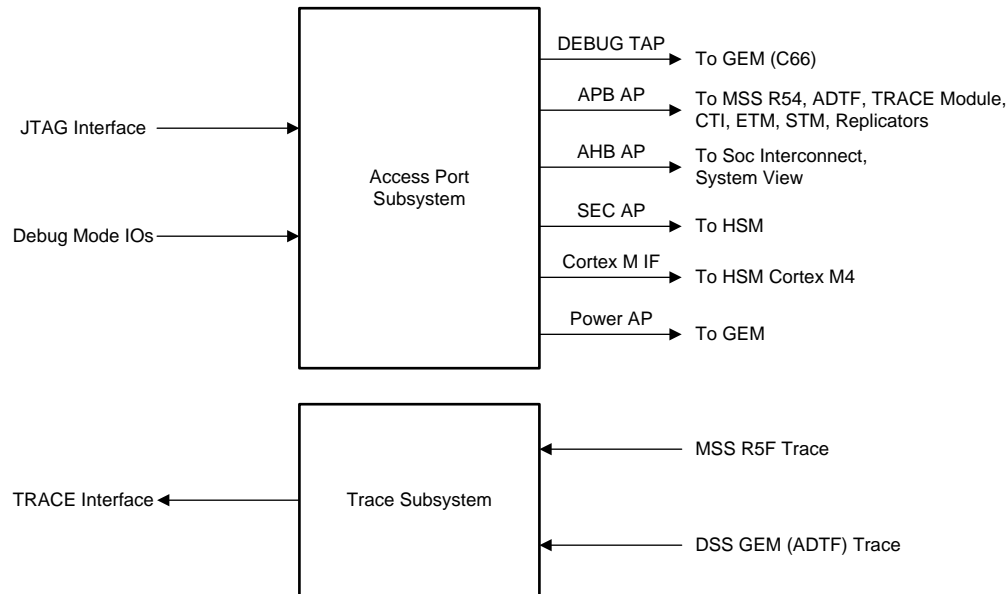 DEBUG TAP
To GEM (C66)
APB AP
To MSS R54, ADTF, TRACE Module,
CTI, ETM, STM, Replicators
JTAG Interface
AHB AP
To Soc Interconnect,
System View
Access Port
Subsystem
SEC AP
To HSM
Debug Mode IOs
Cortex M IF
To HSM Cortex M4
Power AP
To GEM
MSS R5F Trace
TRACE Interface
Trace Subsystem
DSS GEM (ADTF) Trace